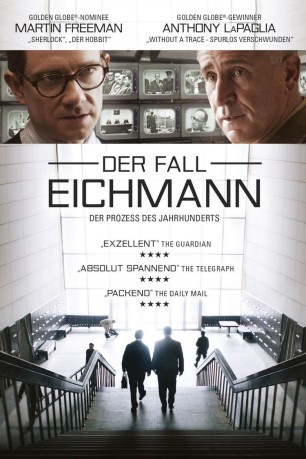 GOLDEN GLOBE®-NOMINEE
MARTIN FREEMAN
„SHERLOCK“, „DER HOBBIT“
GOLDEN GLOBE®-GEWINNER
ANTHONY LaPAGLIA
„WITHOUT A TRACE - SPURLOS VERSCHWUNDEN“
DER FALL
EICHMANN
DER PROZESS DES JAHRHUNDERTS
„EXZELLENT“ THE GUARDIAN
★★★★
„ABSOLUT SPANNEND“ THE TELEGRAPH
★★★★
„PACKEND“ THE DAILY MAIL
★★★★